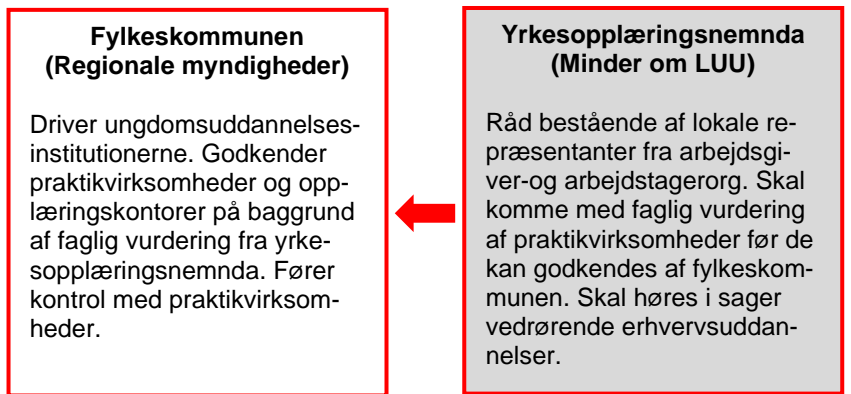 Fylkeskommunen
(Regionale myndigheder)
Driver ungdomsuddannelses-
institutionerne. Godkender
praktikvirksomheder og opp-
læringskontorer på baggrund
af faglig vurdering fra yrke-
sopplæringsnemnda. Fører
kontrol med praktikvirksom-
heder.
Yrkesopplæringsnemnda
(Minder om LUU)
Råd bestående af lokale re-
præsentanter fra arbejdsgi-
ver-og arbejdstagerorg. Skal
komme med faglig vurdering
af praktikvirksomheder før de
kan godkendes af fylkeskom-
munen. Skal høres i sager
vedrørende erhvervsuddan-
nelser.